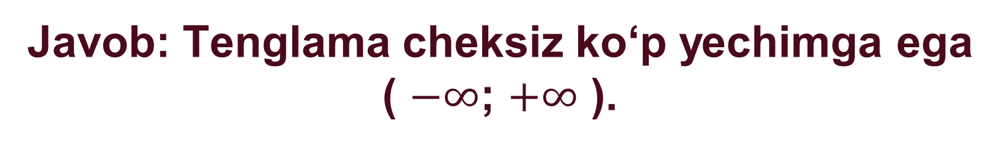 Javob: Tenglama cheksiz ko‘p yechimga ega
( −∞; +∞ ).